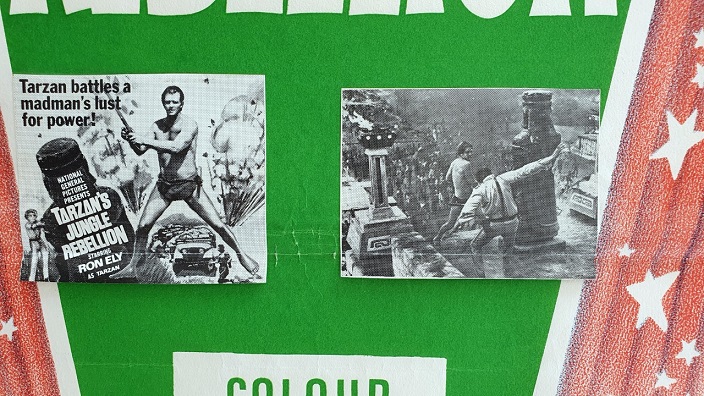 REBELLION
Tarzan battles a
madman's lust
for power!
NATIONAL
GENERAL
PICTURES
PRESENTS
TARZAN'S
JUNGLE
REBELLION
STARRING
RON ELY
AS TARZAN
COLOUR